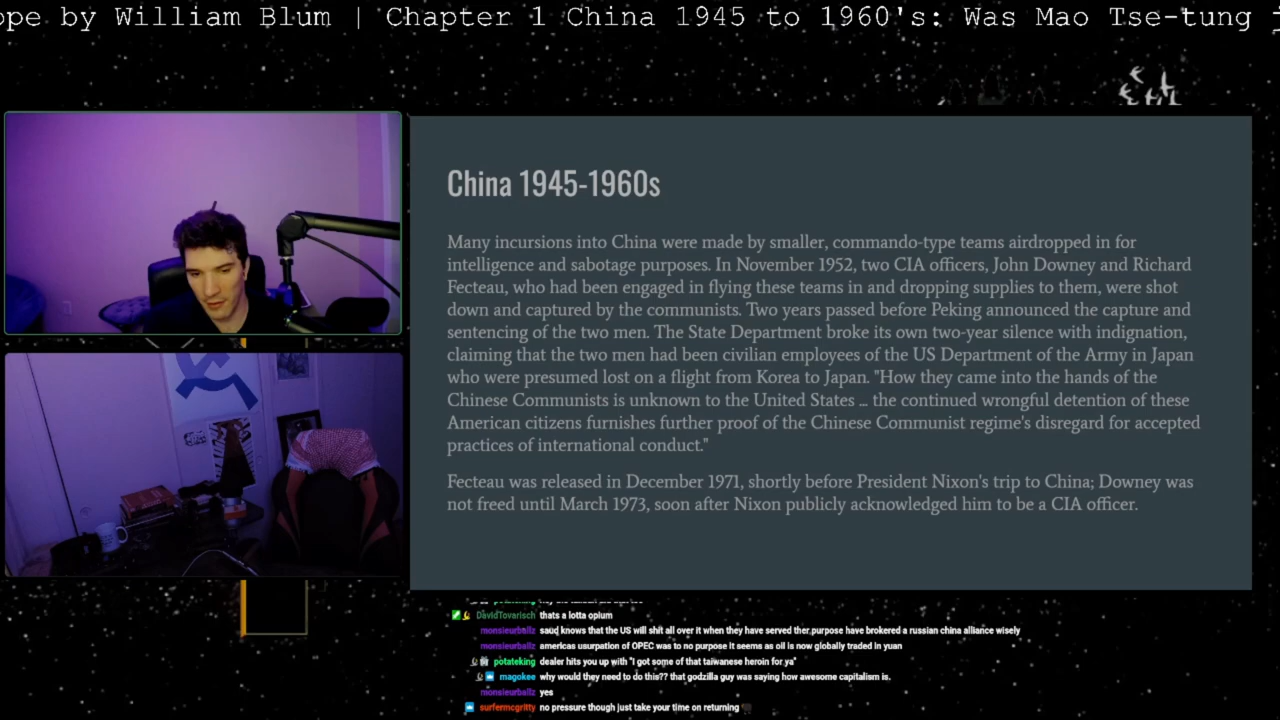 ope by William Blum | Chapter 1 China 1945 to 1960's: Was Mao Tse-tung
China 1945-1960s
Many incursions into China were made by smaller, commando-type teams airdropped in for
intelligence and sabotage purposes. In November 1952, two CIA officers, John Downey and Richard
Fecteau, who had been engaged in flying these teams in and dropping supplies to them, were shot
down and captured by the communists. Two years passed before Peking announced the capture and
sentencing of the two men. The State Department broke its own two-year silence with indignation,
claiming that the two men had been civilian employees of the US Department of the Army in Japan
who were presumed lost on a flight from Korea to Japan. "How they came into the hands of the
Chinese Communists is unknown to the United States ... the continued wrongful detention of these
American citizens furnishes further proof of the Chinese Communist regime's disregard for accepted
practices of international conduct."
Fecteau was released in December 1971, shortly before President Nixon's trip to China; Downey was
not freed until March 1973, soon after Nixon publicly acknowledged him to be a CIA officer.
DavidTovarisch thats a lotta opium
monsieurballz saud knows that the US will shit all over it when they have served ther purpose have brokered a russian china alliance wisely
monsieurballz americas usurpation of OPEC was to no purpose it seems as oil is now globally traded in yuan
potateking dealer hits you up with "i got some of that taiwanese heroin for ya"
magokee why would they need to do this?? that godzilla guy was saying how awesome capitalism is.
monsieurballz yes
surfermcgritty no pressure though just take your time on returning